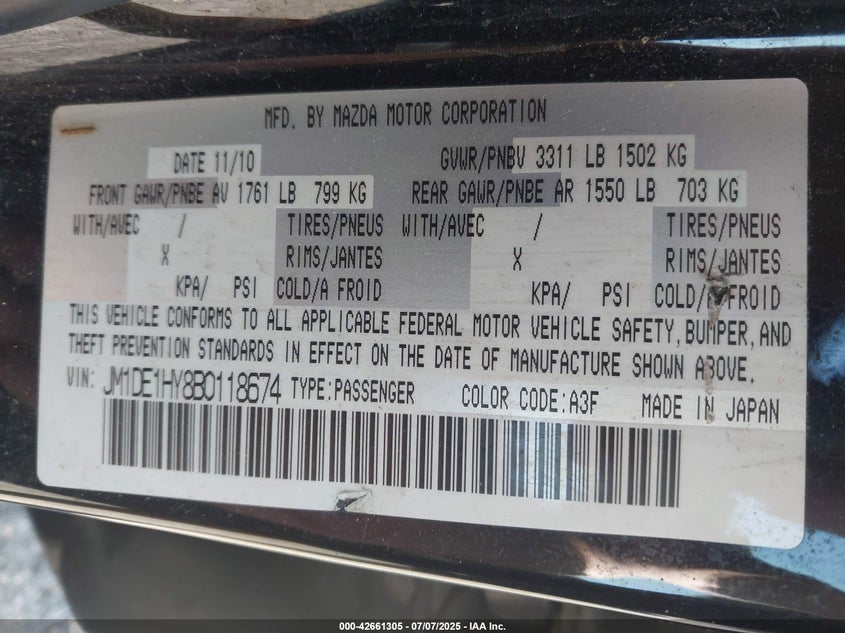 MFD. BY MAZDA MOTOR CORPORATION
DATE 11/10 GVWR/PNBV 3311 LB 1502 KG
FRONT GAWR/PNBE AV 1761 LB 799 KG REAR GAWR/PNBE AR 1550 LB 703 KG
WITH/AVEC / TIRES/PNEUS WITH/AVEC / TIRES/PNEUS
X RIMS/JANTES X RIMS/JANTES
KPA/ PSI COLD/A FROID KPA/ PSI COLD/A FROID
THIS VEHICLE CONFORMS TO ALL APPLICABLE FEDERAL MOTOR VEHICLE SAFETY, BUMPER, AND
THEFT PREVENTION STANDARDS IN EFFECT ON THE DATE OF MANUFACTURE SHOWN ABOVE.
VIN: JM1DE1HY8B0118674 TYPE:PASSENGER COLOR CODE:A3F MADE IN JAPAN
000-42661305 - 07/07/2025 - IAA Inc.